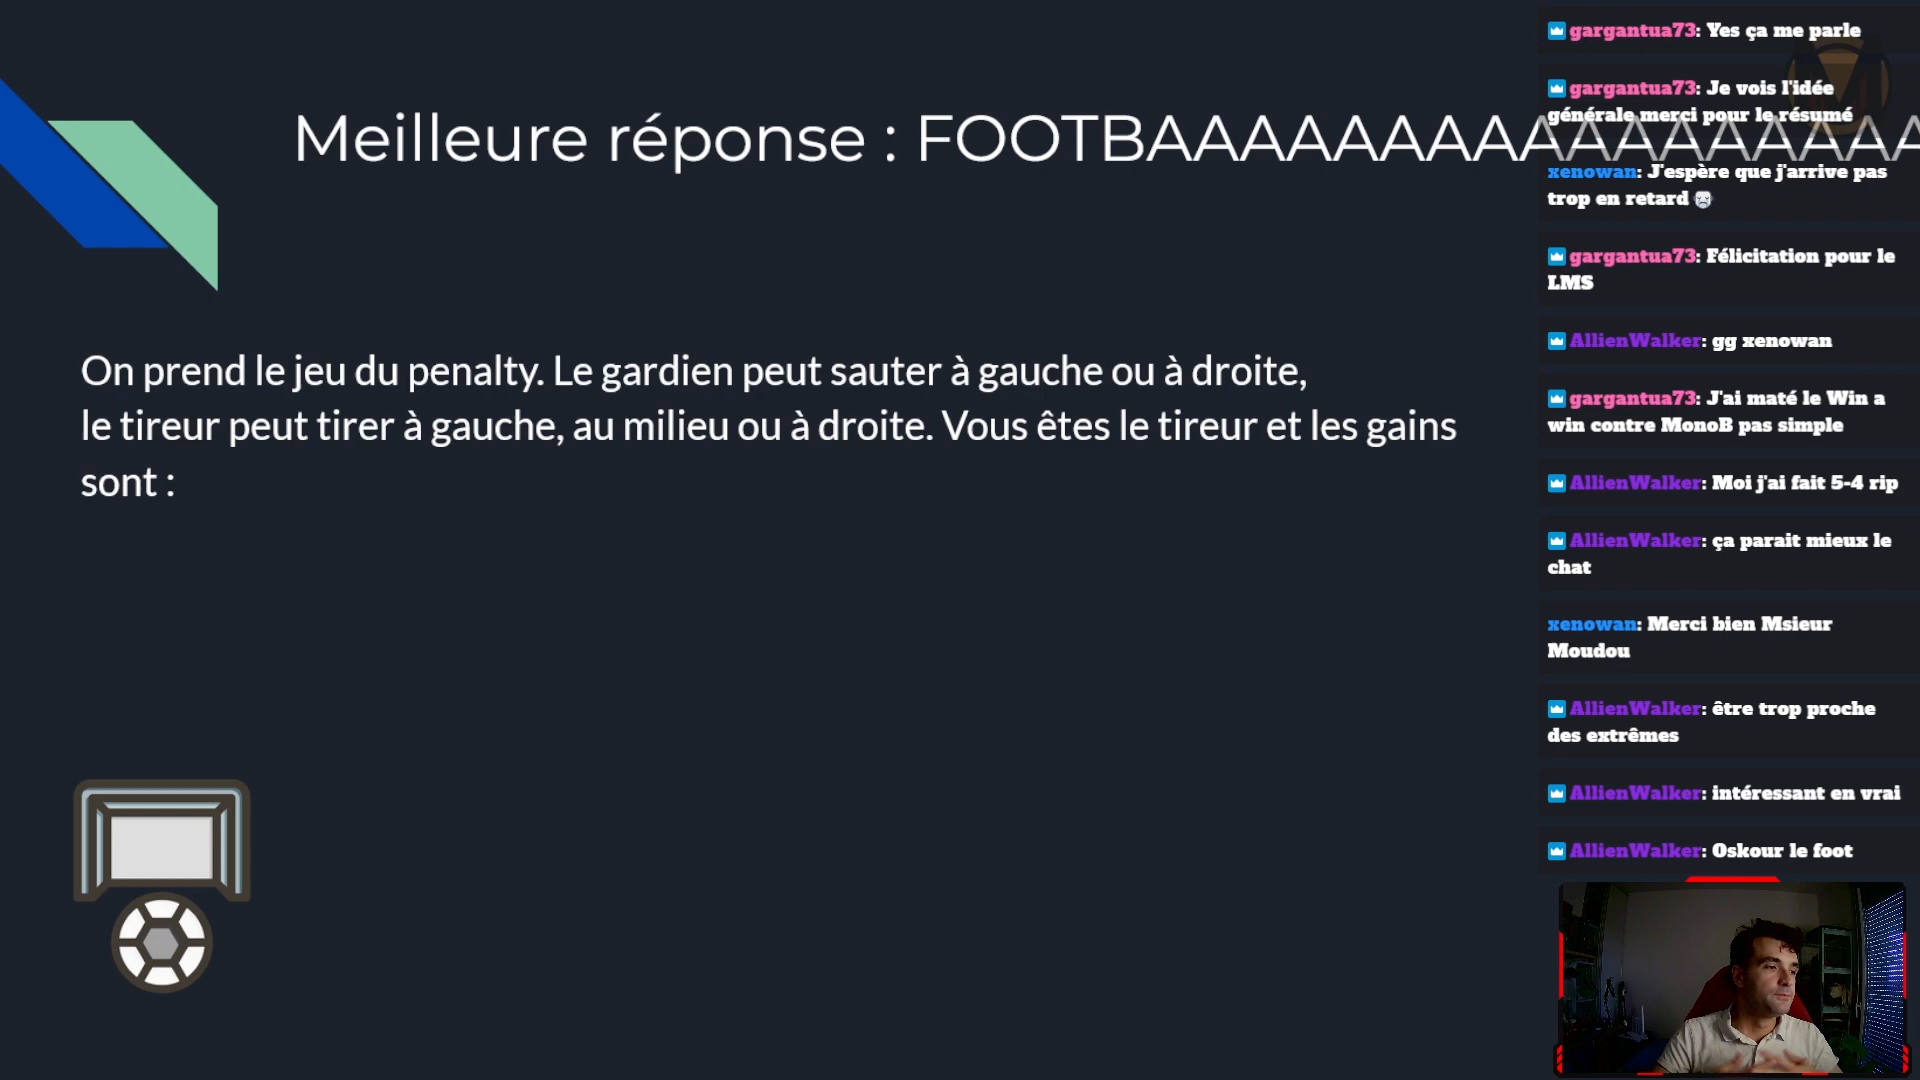 Meilleure réponse : FOOTBAAAAAAAAAAAAAAAAA
On prend le jeu du penalty. Le gardien peut sauter à gauche ou à droite,
le tireur peut tirer à gauche, au milieu ou à droite. Vous êtes le tireur et les gains
sont :
gargantua73: Yes ça me parle
gargantua73: Je vois l'idée
générale merci pour le résumé
xenowan: J'espère que j'arrive pas
trop en retard
gargantua73: Félicitation pour le
LMS
AllienWalker: gg xenowan
gargantua73: J'ai maté le Win a
win contre MonoB pas simple
AllienWalker: Moi j'ai fait 5-4 rip
AllienWalker: ça parait mieux le
chat
xenowan: Merci bien Msieur
Moudou
AllienWalker: être trop proche
des extrêmes
AllienWalker: intéressant en vrai
AllienWalker: Oskour le foot